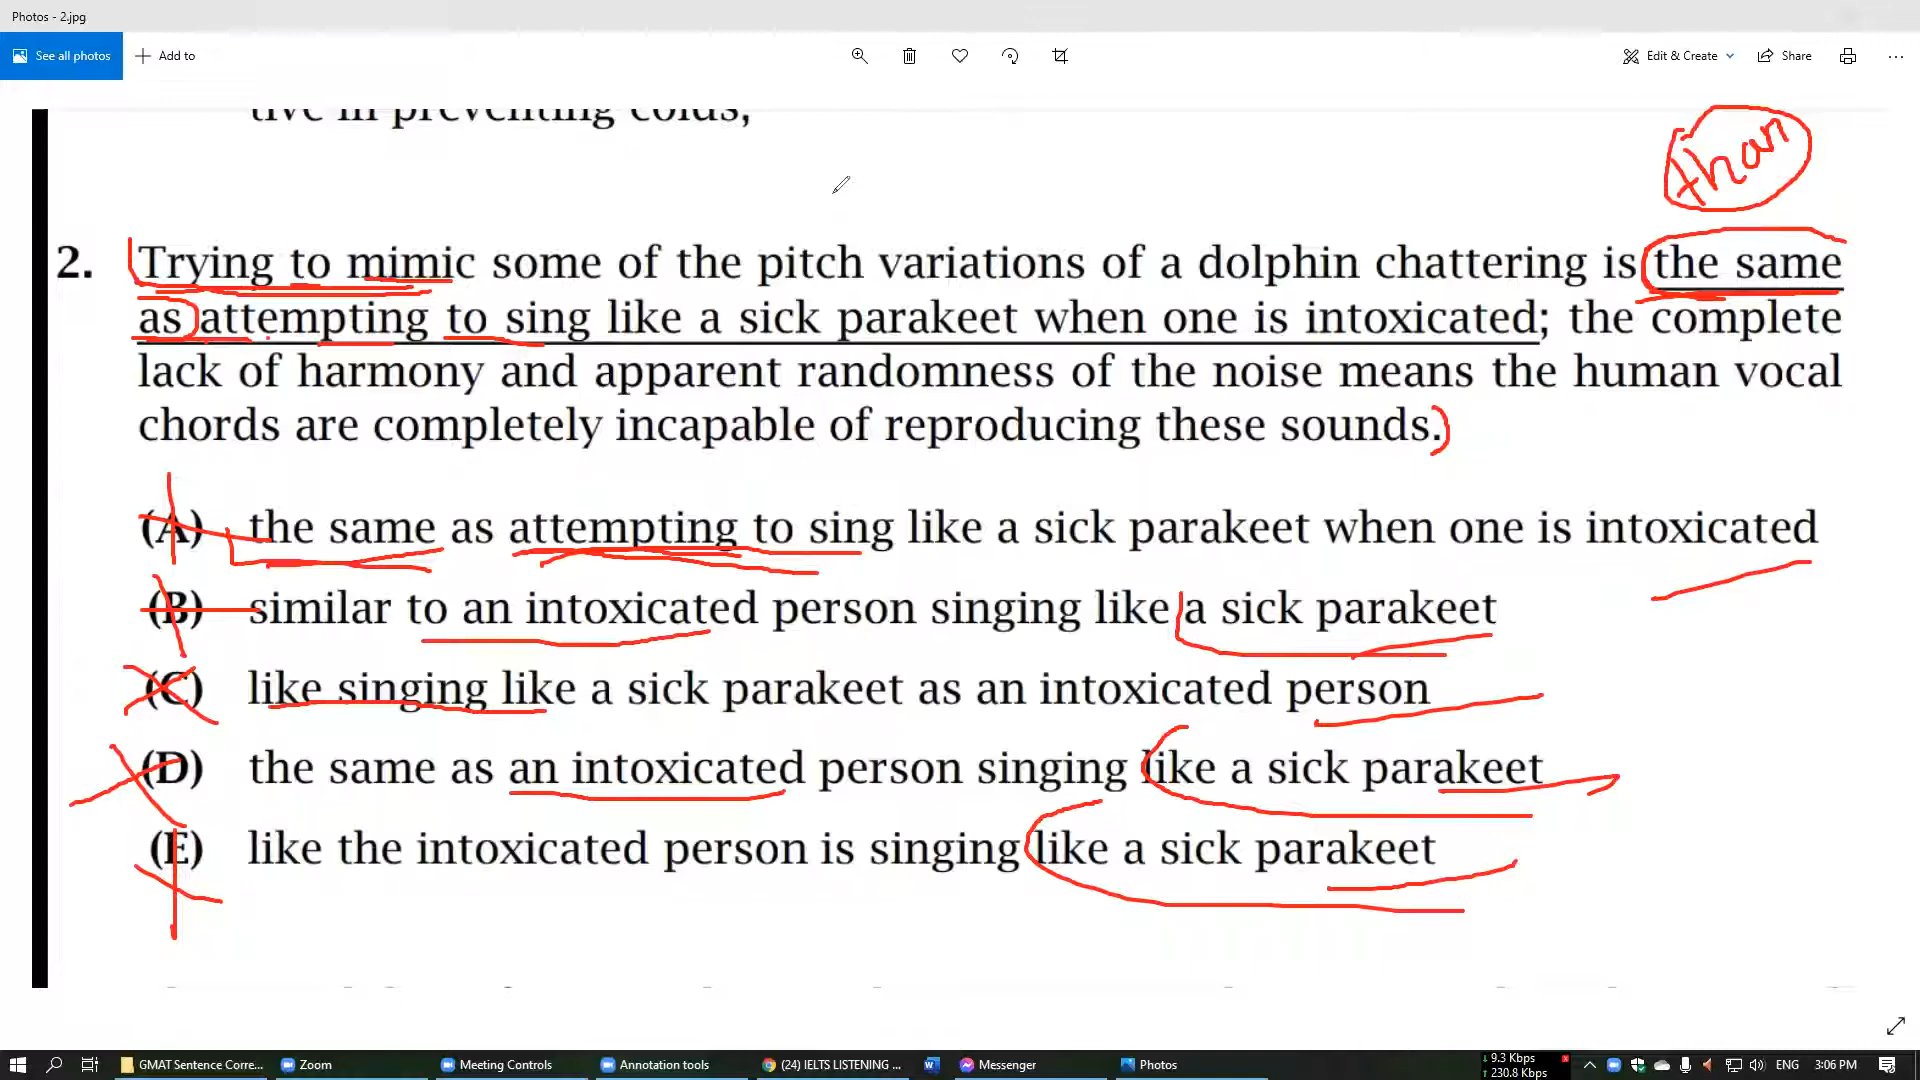 Photos - 2.jpg
See all photos
Add to
Edit & Create
Share
tive in preventing colds,
than
2. Trying to mimic some of the pitch variations of a dolphin chattering is the same
as attempting to sing like a sick parakeet when one is intoxicated; the complete
lack of harmony and apparent randomness of the noise means the human vocal
chords are completely incapable of reproducing these sounds.
(A) the same as attempting to sing like a sick parakeet when one is intoxicated
(B) similar to an intoxicated person singing like a sick parakeet
(C) like singing like a sick parakeet as an intoxicated person
(D) the same as an intoxicated person singing like a sick parakeet
(E) like the intoxicated person is singing like a sick parakeet
GMAT Sentence Corre...
Zoom
Meeting Controls
Annotation tools
(24) IELTS LISTENING ...
Messenger
Photos
9.3 Kbps
230.8 Kbps
ENG
3:06 PM